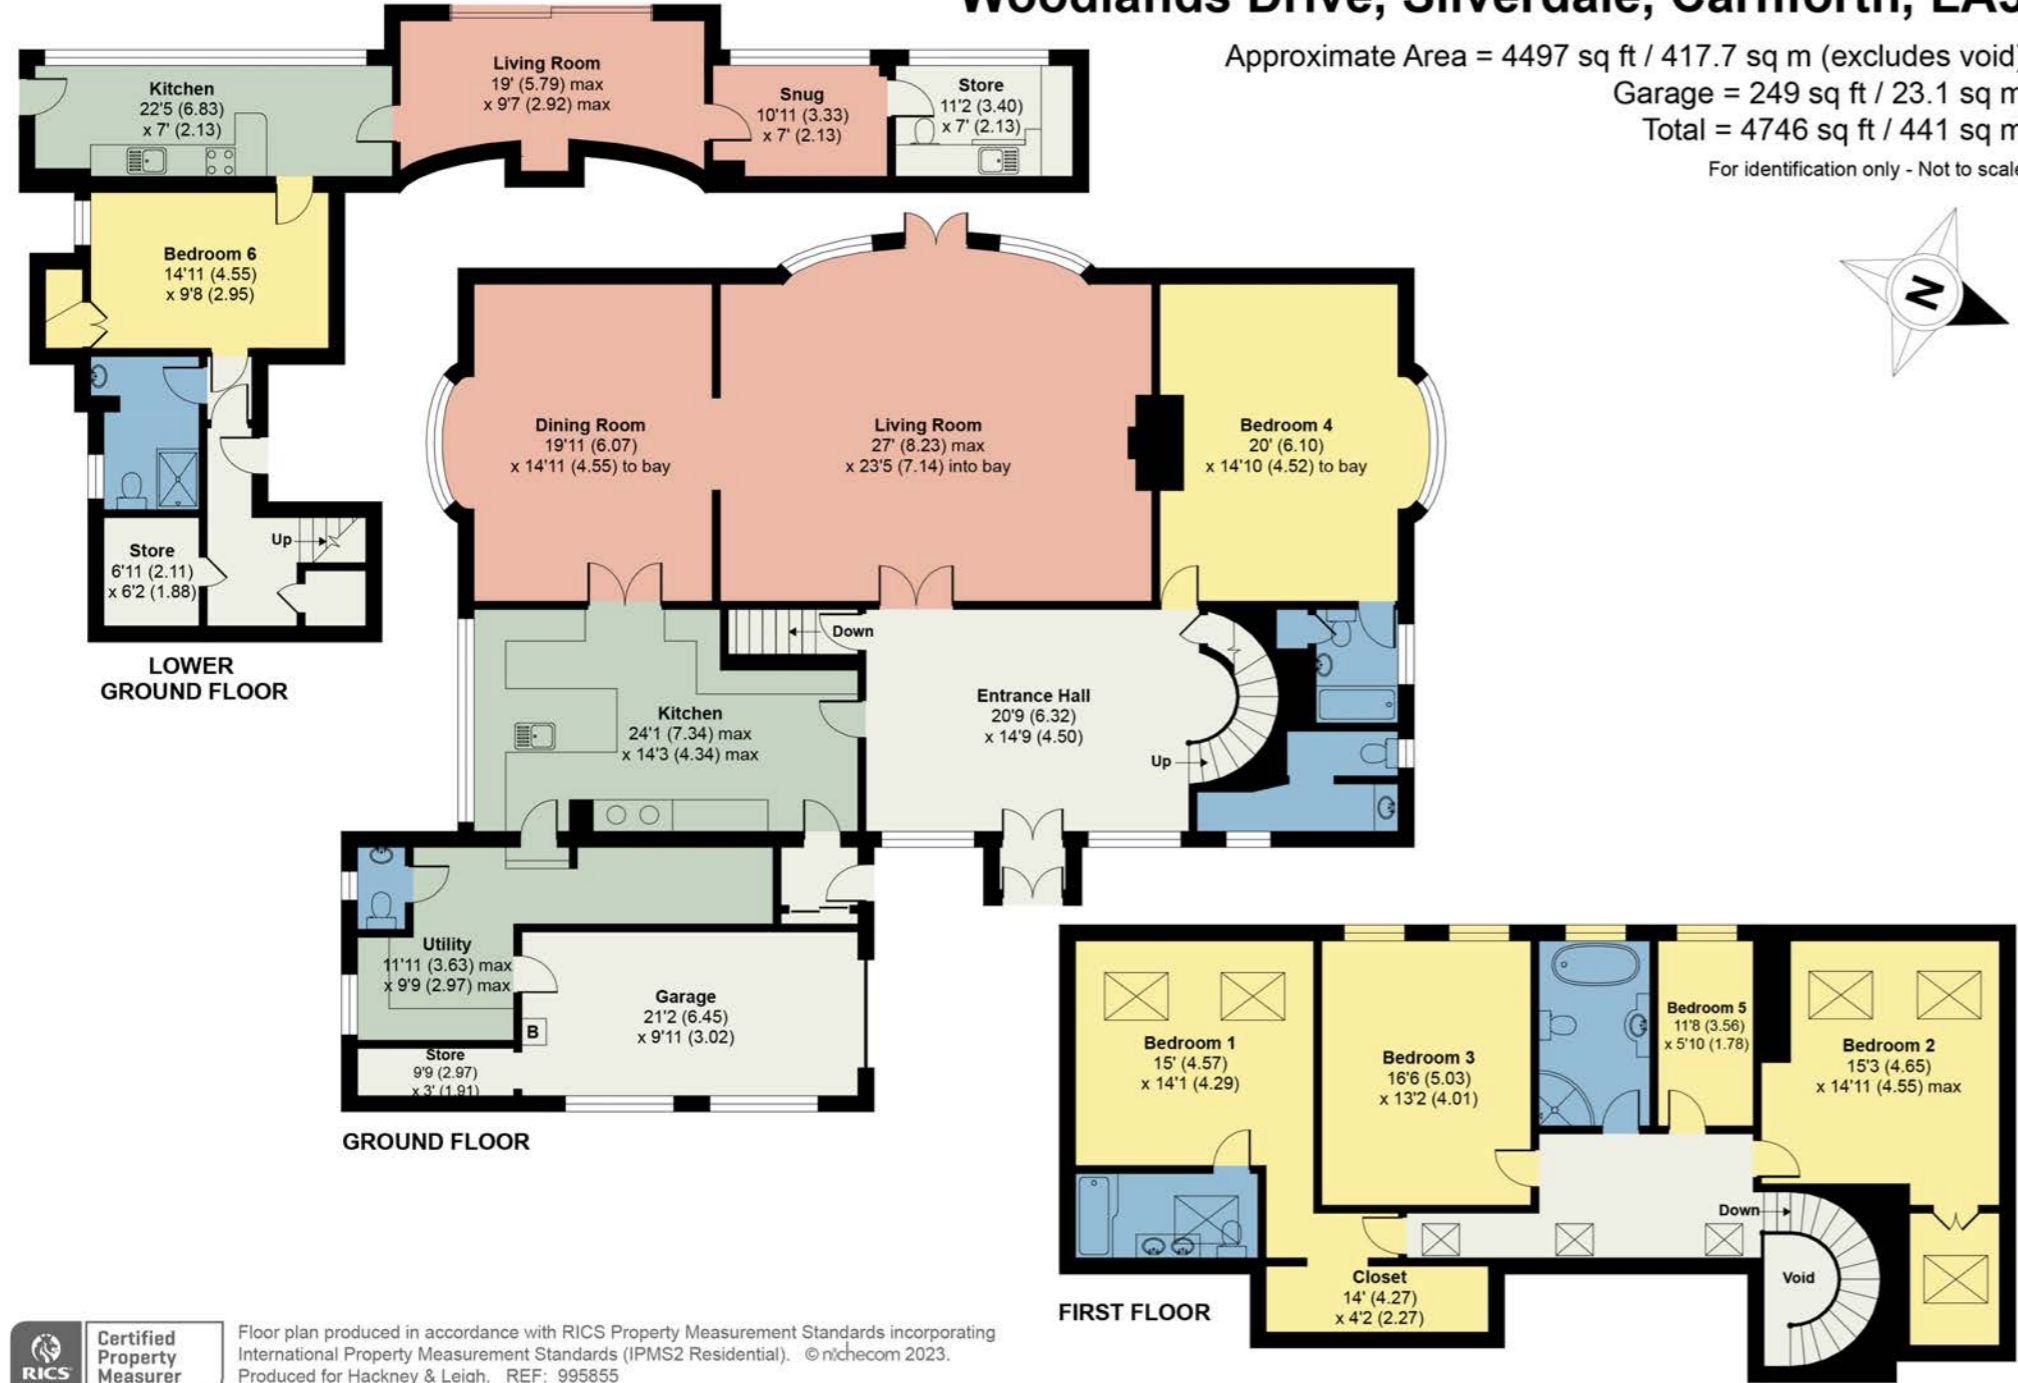 Woodlands Drive, Silverdale, Carnforth, LA5
Approximate Area = 4497 sq ft / 417.7 sq m (excludes void)
Garage = 249 sq ft / 23.1 sq m
Total = 4746 sq ft / 441 sq m
For identification only - Not to scale
N
Kitchen
22'5 (6.83)
x 7' (2.13)
Living Room
19' (5.79) max
x 9'7 (2.92) max
Snug
10'11 (3.33)
x 7' (2.13)
Store
11'2 (3.40)
x 7' (2.13)
Bedroom 6
14'11 (4.55)
x 9'8 (2.95)
Store
6'11 (2.11)
x 6'2 (1.88)
Up
LOWER
GROUND FLOOR
Dining Room
19'11 (6.07)
x 14'11 (4.55) to bay
Living Room
27' (8.23) max
x 23'5 (7.14) into bay
Bedroom 4
20' (6.10)
x 14'10 (4.52) to bay
Down
Kitchen
24'1 (7.34) max
x 14'3 (4.34) max
Entrance Hall
20'9 (6.32)
x 14'9 (4.50)
Up
Utility
11'11 (3.63) max
x 9'9 (2.97) max
Garage
21'2 (6.45)
x 9'11 (3.02)
B
Store
9'9 (2.97)
x 3' (1.91)
GROUND FLOOR
Bedroom 1
15' (4.57)
x 14'1 (4.29)
Bedroom 3
16'6 (5.03)
x 13'2 (4.01)
Bedroom 5
11'8 (3.56)
x 5'10 (1.78)
Bedroom 2
15'3 (4.65)
x 14'11 (4.55) max
Down
Void
Closet
14' (4.27)
x 4'2 (2.27)
FIRST FLOOR
RICS
Certified
Property
Measurer
Floor plan produced in accordance with RICS Property Measurement Standards incorporating
International Property Measurement Standards (IPMS2 Residential). © nichecom 2023.
Produced for Hackney & Leigh. REF: 995855